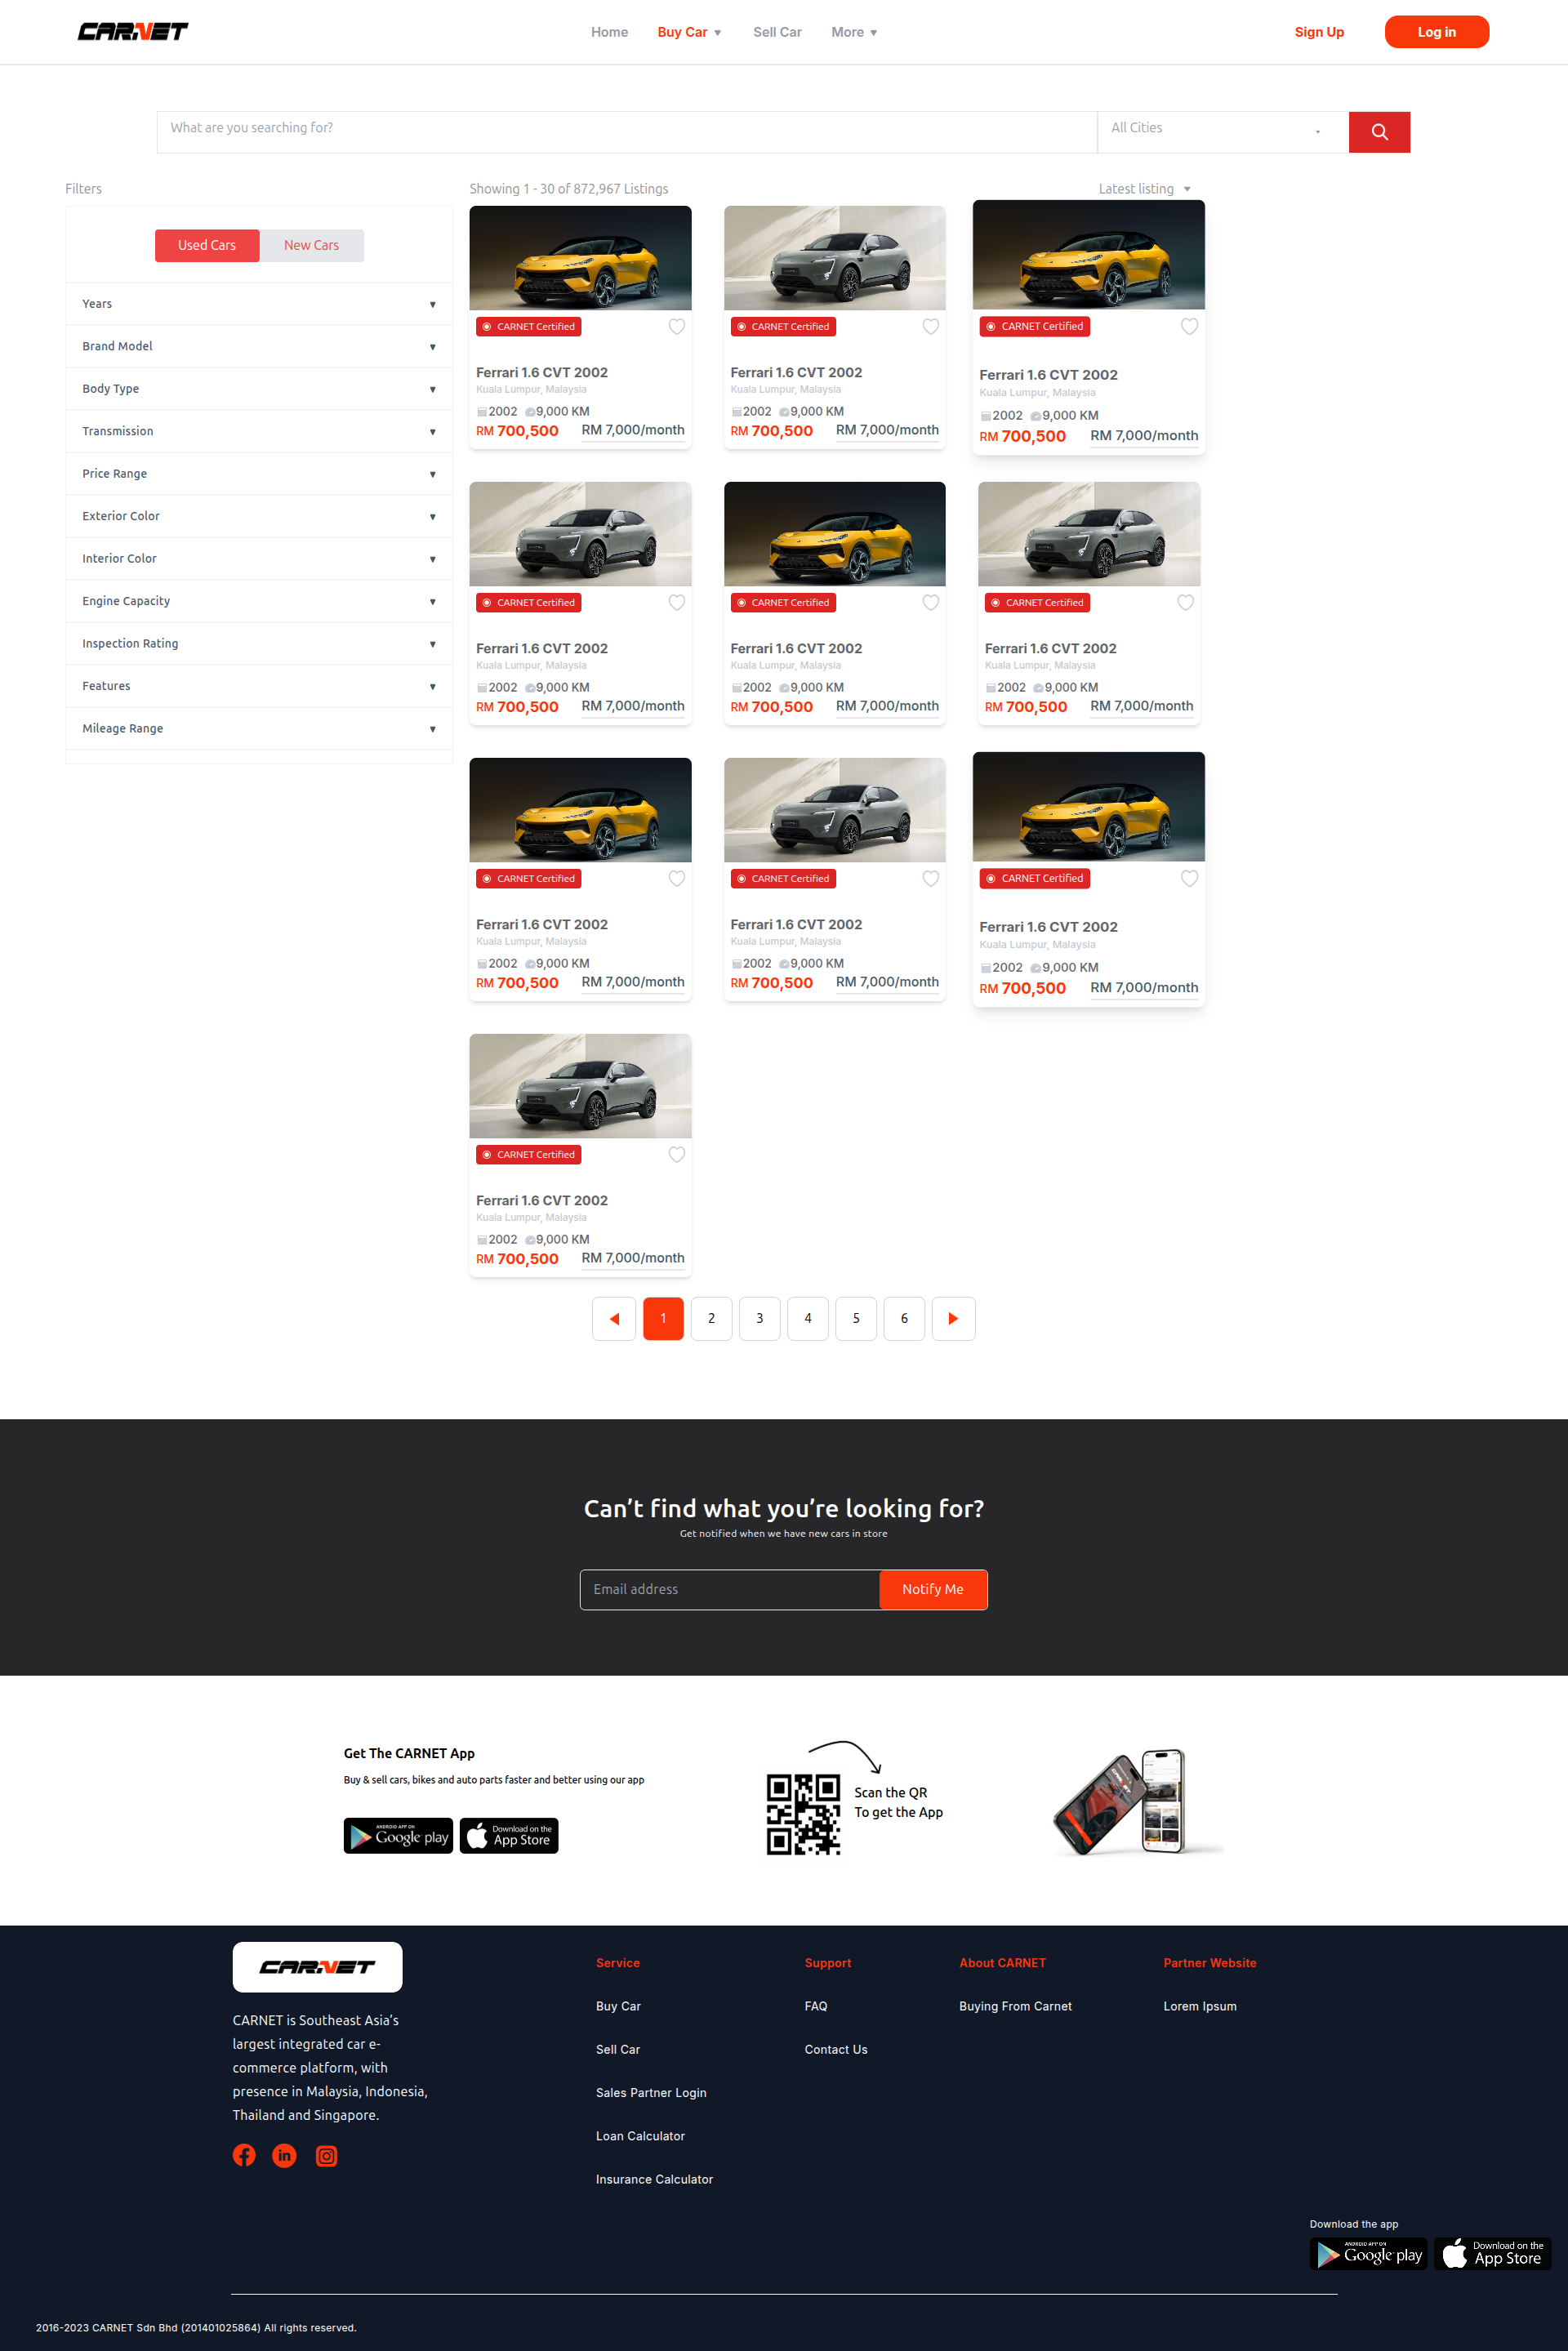 CARNET
Home
Buy Car
Sell Car
More
Sign Up
Log in
What are you searching for?
All Cities
Filters
Showing 1 - 30 of 872,967 Listings
Latest listing
Used Cars
New Cars
Years
Brand Model
Body Type
Transmission
Price Range
Exterior Color
Interior Color
Engine Capacity
Inspection Rating
Features
Mileage Range
CARNET Certified
Ferrari 1.6 CVT 2002
Kuala Lumpur, Malaysia
2002 9,000 KM
RM 700,500 RM 7,000/month
CARNET Certified
Ferrari 1.6 CVT 2002
Kuala Lumpur, Malaysia
2002 9,000 KM
RM 700,500 RM 7,000/month
CARNET Certified
Ferrari 1.6 CVT 2002
Kuala Lumpur, Malaysia
2002 9,000 KM
RM 700,500 RM 7,000/month
CARNET Certified
Ferrari 1.6 CVT 2002
Kuala Lumpur, Malaysia
2002 9,000 KM
RM 700,500 RM 7,000/month
CARNET Certified
Ferrari 1.6 CVT 2002
Kuala Lumpur, Malaysia
2002 9,000 KM
RM 700,500 RM 7,000/month
CARNET Certified
Ferrari 1.6 CVT 2002
Kuala Lumpur, Malaysia
2002 9,000 KM
RM 700,500 RM 7,000/month
CARNET Certified
Ferrari 1.6 CVT 2002
Kuala Lumpur, Malaysia
2002 9,000 KM
RM 700,500 RM 7,000/month
CARNET Certified
Ferrari 1.6 CVT 2002
Kuala Lumpur, Malaysia
2002 9,000 KM
RM 700,500 RM 7,000/month
CARNET Certified
Ferrari 1.6 CVT 2002
Kuala Lumpur, Malaysia
2002 9,000 KM
RM 700,500 RM 7,000/month
CARNET Certified
Ferrari 1.6 CVT 2002
Kuala Lumpur, Malaysia
2002 9,000 KM
RM 700,500 RM 7,000/month
1 2 3 4 5 6
Can’t find what you’re looking for?
Get notified when we have new cars in store
Email address
Notify Me
Get The CARNET App
Buy & sell cars, bikes and auto parts faster and better using our app
ANDROID APP ON
Google play
Download on the
App Store
Scan the QR
To get the App
CARNET
CARNET
CARNET is Southeast Asia’s
largest integrated car e-
commerce platform, with
presence in Malaysia, Indonesia,
Thailand and Singapore.
in
Service
Buy Car
Sell Car
Sales Partner Login
Loan Calculator
Insurance Calculator
Support
FAQ
Contact Us
About CARNET
Buying From Carnet
Partner Website
Lorem Ipsum
Download the app
ANDROID APP ON
Google play
Download on the
App Store
2016-2023 CARNET Sdn Bhd (201401025864) All rights reserved.